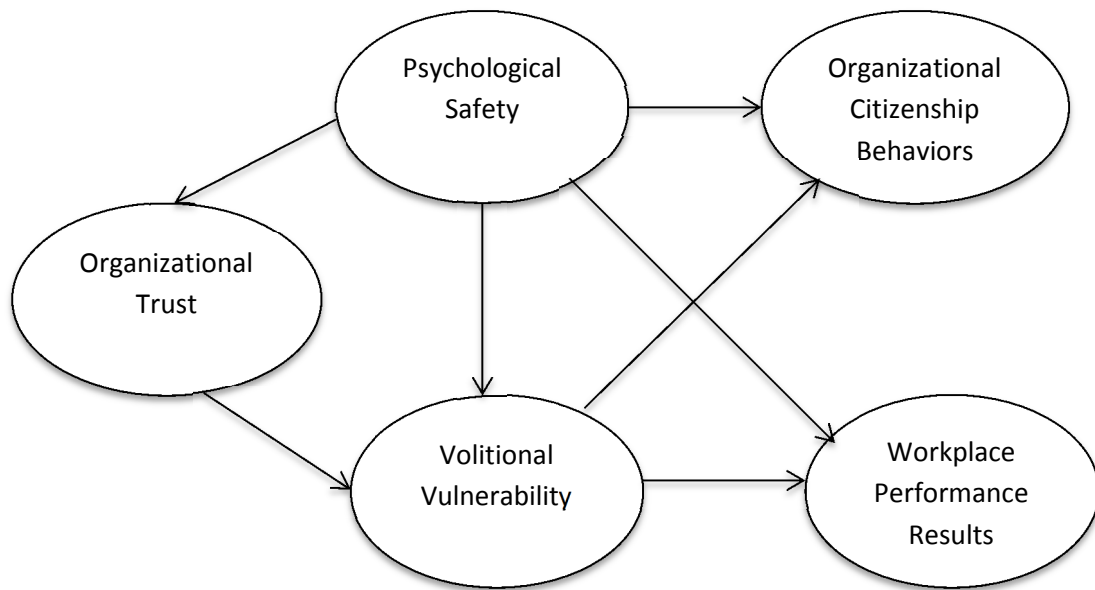 Psychological
Safety
Organizational
Citizenship
Behaviors
Organizational
Trust
Volitional
Vulnerability
Workplace
Performance
Results